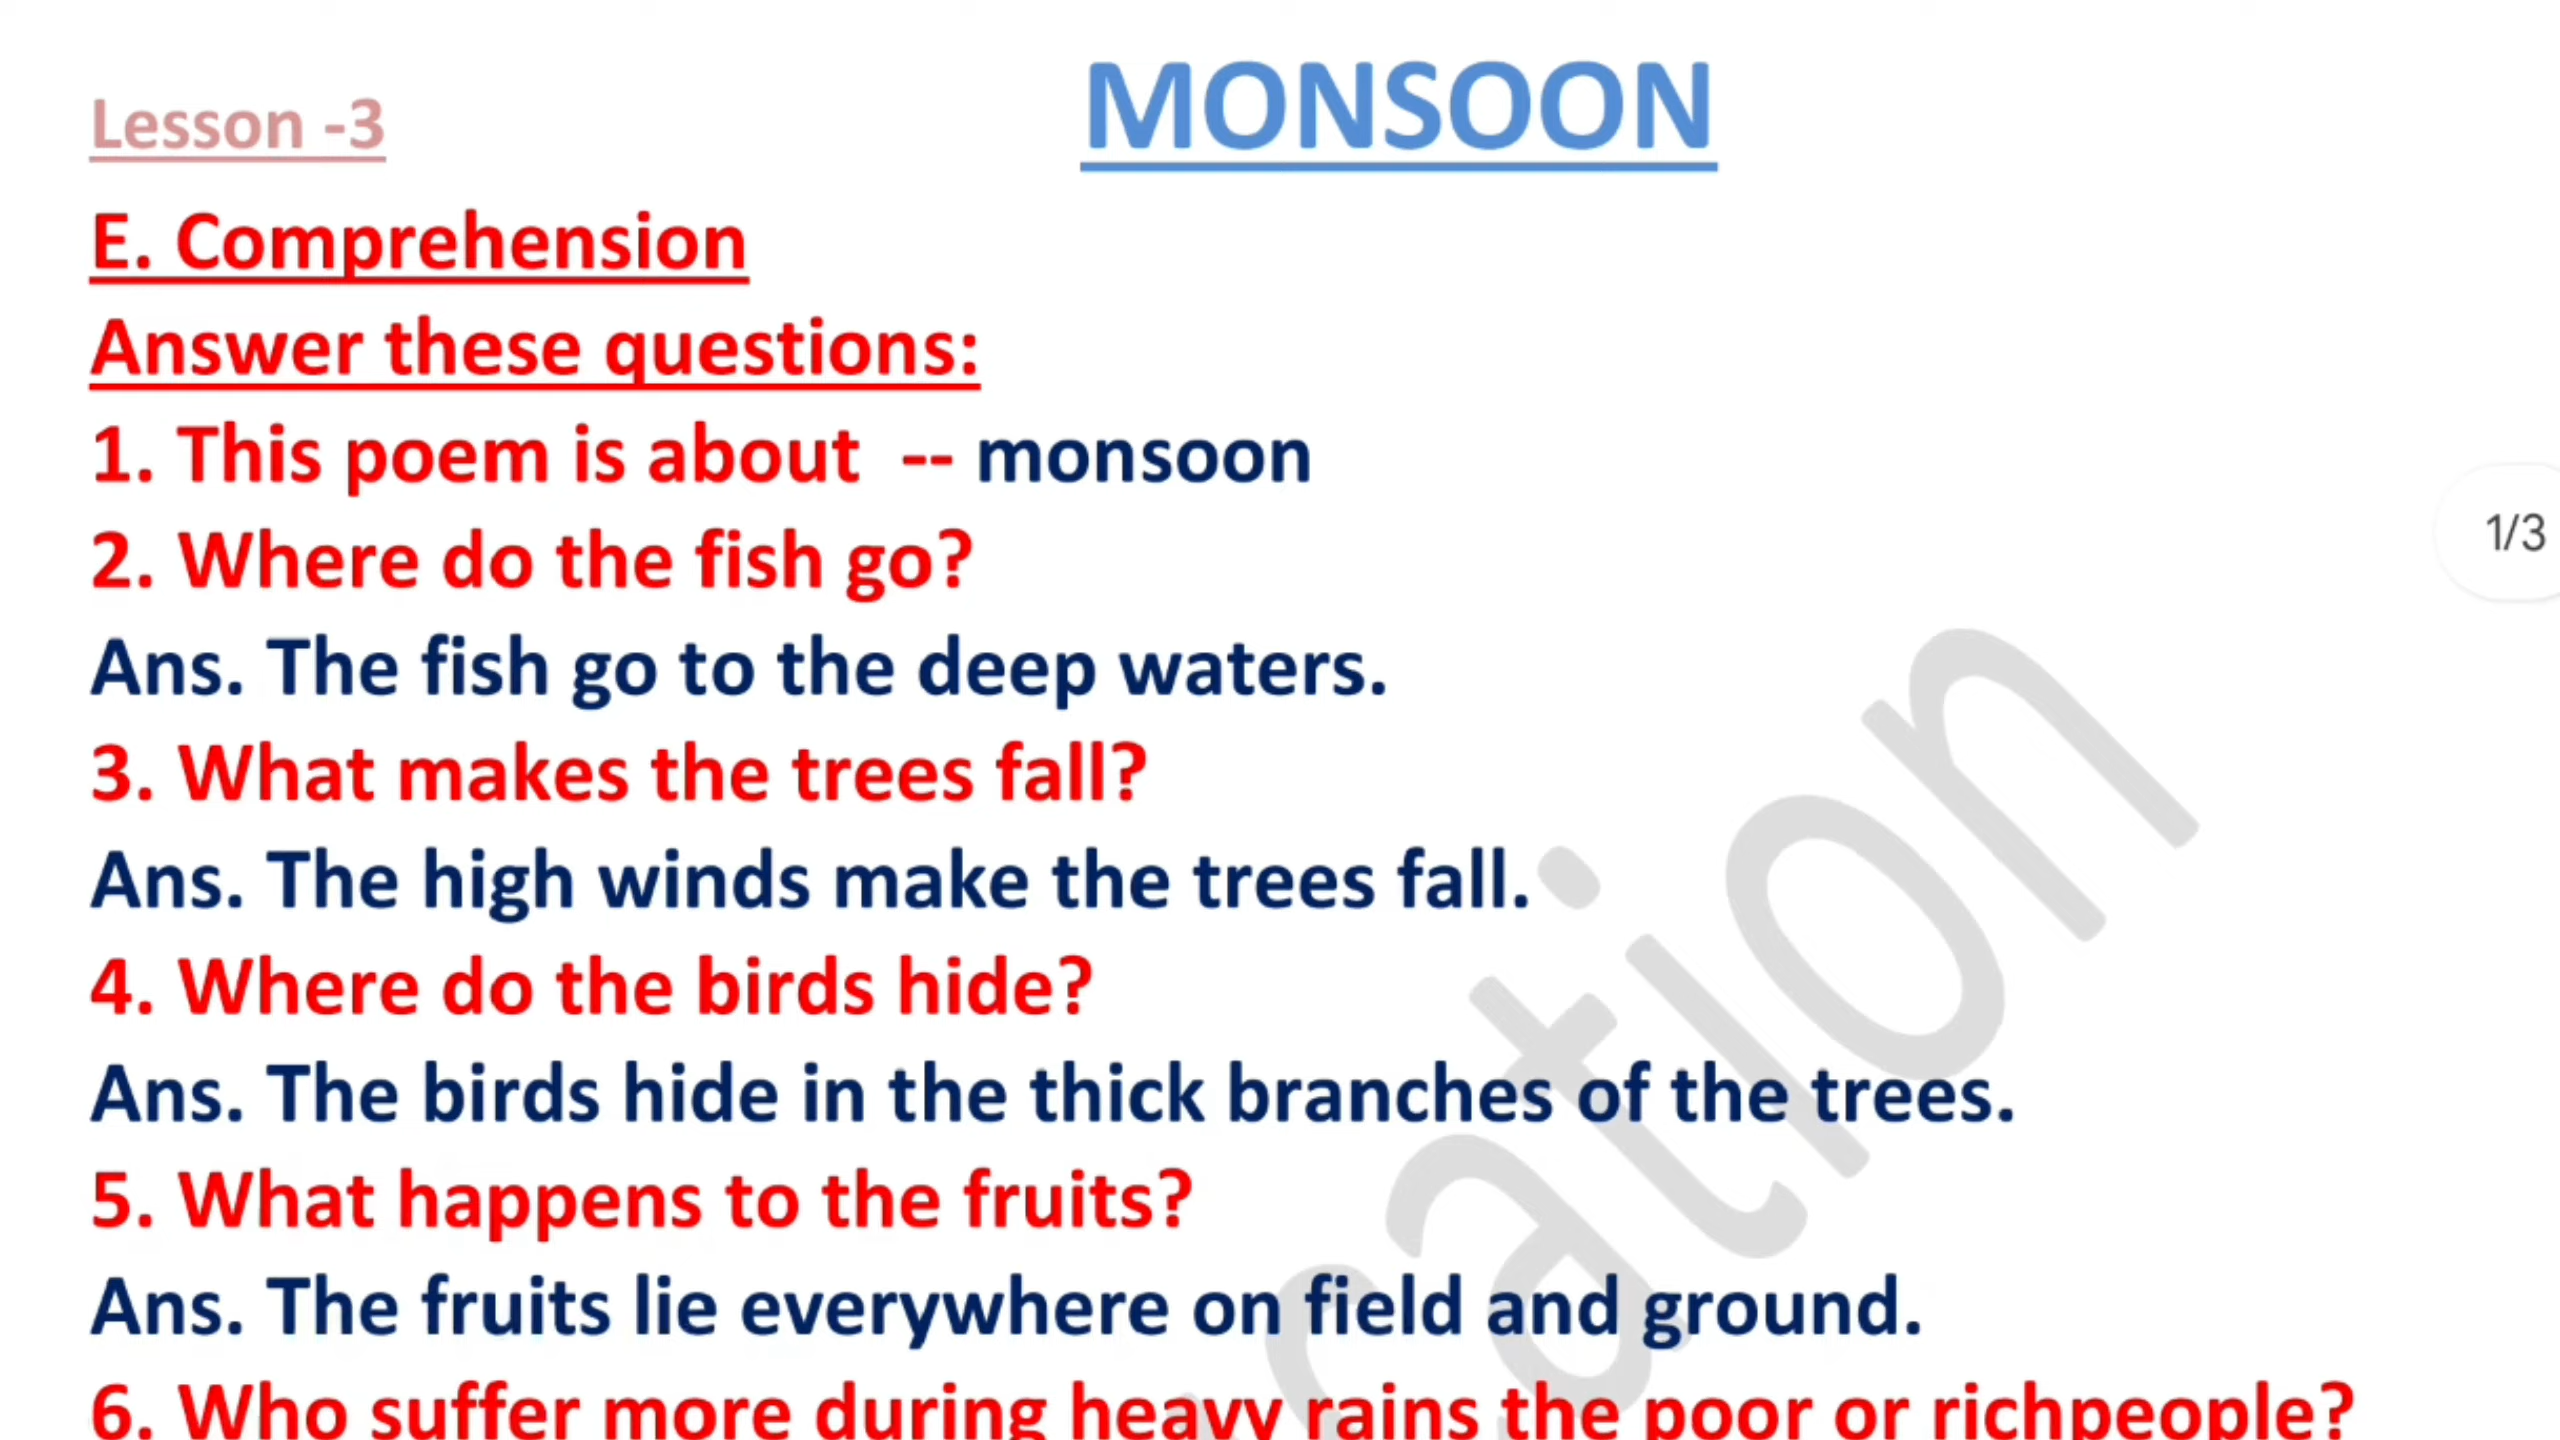 MONSOON
Lesson -3
E. Comprehension
Answer these questions:
1. This poem is about -- monsoon
2. Where do the fish go?
Ans. The fish go to the deep waters.
3. What makes the trees fall?
Ans. The high winds make the trees fall.
4. Where do the birds hide?
Ans. The birds hide in the thick branches of the trees.
5. What happens to the fruits?
Ans. The fruits lie everywhere on field and ground.
6. Who suffer more during heavy rains the poor or richpeople?
1/3